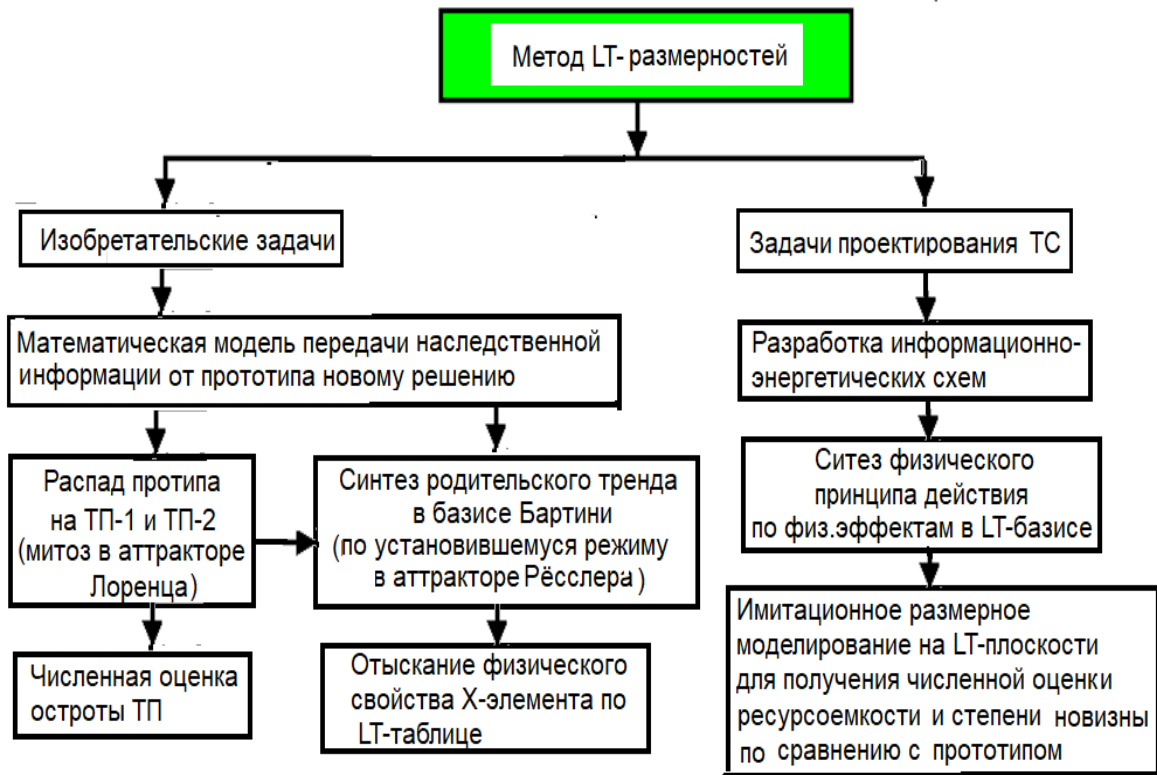 Метод LT- размерностей
Изобретательские задачи
Задачи проектирования ТС
Математическая модель передачи наследственной
информации от прототипа новому решению
Разработка информационно-
энергетических схем
Распад протипа
на ТП-1 и ТП-2
(митоз в аттракторе
Лоренца)
Синтез родительского тренда
в базисе Бартини
(по установившемуся режиму
в аттракторе Рёсслера)
Ситез физического
принципа действия
по физ.эффектам в LT-базисе
Численная оценка
остроты ТП
Отыскание физического
свойства Х-элемента по
LT-таблице
Имитационное размерное
моделирование на LT-плоскости
для получения численной оценки
ресурсоемкости и степени новизны
по сравнению с прототипом